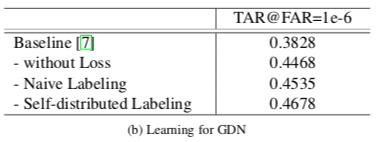 TAR@FAR=1e-6
Baseline [7] 0.3828
- without Loss 0.4468
- Naive Labeling 0.4535
- Self-distributed Labeling 0.4678
(b) Learning for GDN